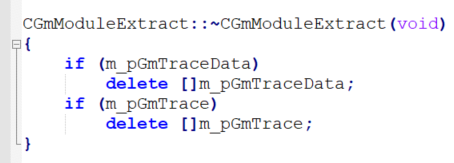 CGmModuleExtract::~CGmModuleExtract(void)
{
    if (m_pGmTraceData)
        delete []m_pGmTraceData;
    if (m_pGmTrace)
        delete []m_pGmTrace;
}